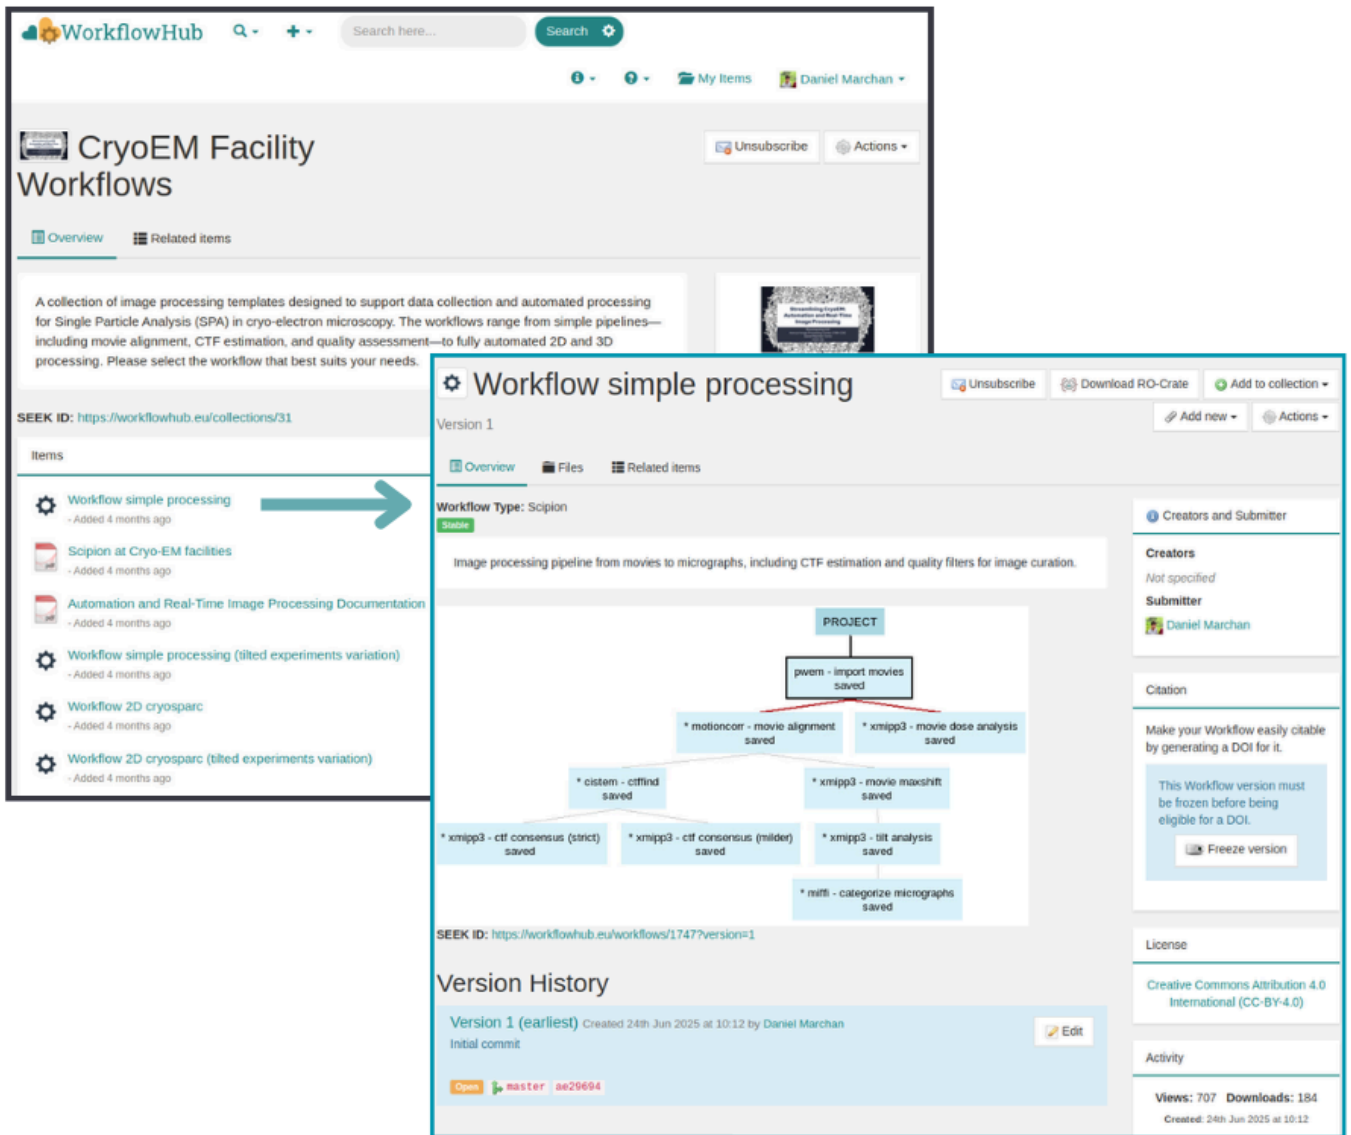 WorkflowHub
Search here...
Search
My Items
Daniel Marchan
CryoEM Facility
Workflows
Unsubscribe
Actions
Overview
Related items
A collection of image processing templates designed to support data collection and automated processing
for Single Particle Analysis (SPA) in cryo-electron microscopy. The workflows range from simple pipelines—
including movie alignment, CTF estimation, and quality assessment—to fully automated 2D and 3D
processing. Please select the workflow that best suits your needs.
Streamlining CryoEM:
Automation and Real-Time
Image Processing
SEEK ID: https://workflowhub.eu/collections/31
Items
Workflow simple processing
- Added 4 months ago
Scipion at Cryo-EM facilities
- Added 4 months ago
Automation and Real-Time Image Processing Documentation
- Added 4 months ago
Workflow simple processing (tilted experiments variation)
- Added 4 months ago
Workflow 2D cryosparc
- Added 4 months ago
Workflow 2D cryosparc (tilted experiments variation)
- Added 4 months ago
Workflow simple processing
Unsubscribe
Download RO-Crate
Add to collection
Add new
Actions
Version 1
Overview
Files
Related items
Workflow Type: Scipion
Stable
Image processing pipeline from movies to micrographs, including CTF estimation and quality filters for image curation.
PROJECT
pwem - import movies
saved
* motioncorr - movie alignment
saved
* xmipp3 - movie dose analysis
saved
* cistem - ctffind
saved
* xmipp3 - movie maxshift
saved
* xmipp3 - ctf consensus (strict)
saved
* xmipp3 - ctf consensus (milder)
saved
* xmipp3 - tilt analysis
saved
* miffi - categorize micrographs
saved
SEEK ID: https://workflowhub.eu/workflows/1747?version=1
Version History
Version 1 (earliest) Created 24th Jun 2025 at 10:12 by Daniel Marchan
Initial commit
Edit
Open master ae29694
Creators and Submitter
Creators
Not specified
Submitter
Daniel Marchan
Citation
Make your Workflow easily citable
by generating a DOI for it.
This Workflow version must
be frozen before being
eligible for a DOI.
Freeze version
License
Creative Commons Attribution 4.0
International (CC-BY-4.0)
Activity
Views: 707 Downloads: 184
Created: 24th Jun 2025 at 10:12